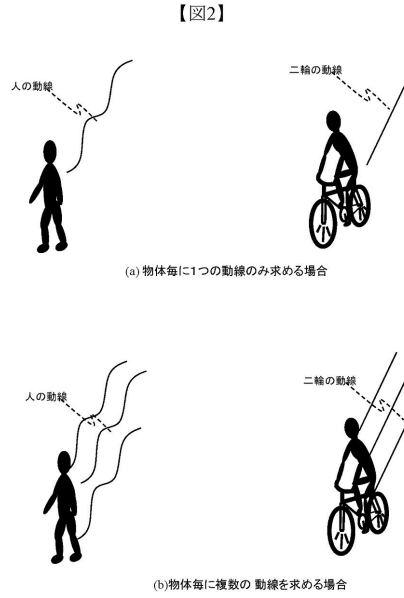 【図2】
人の動線
二輪の動線
(a) 物体毎に1つの動線のみ求める場合
人の動線
二輪の動線
(b)物体毎に複数の 動線を求める場合